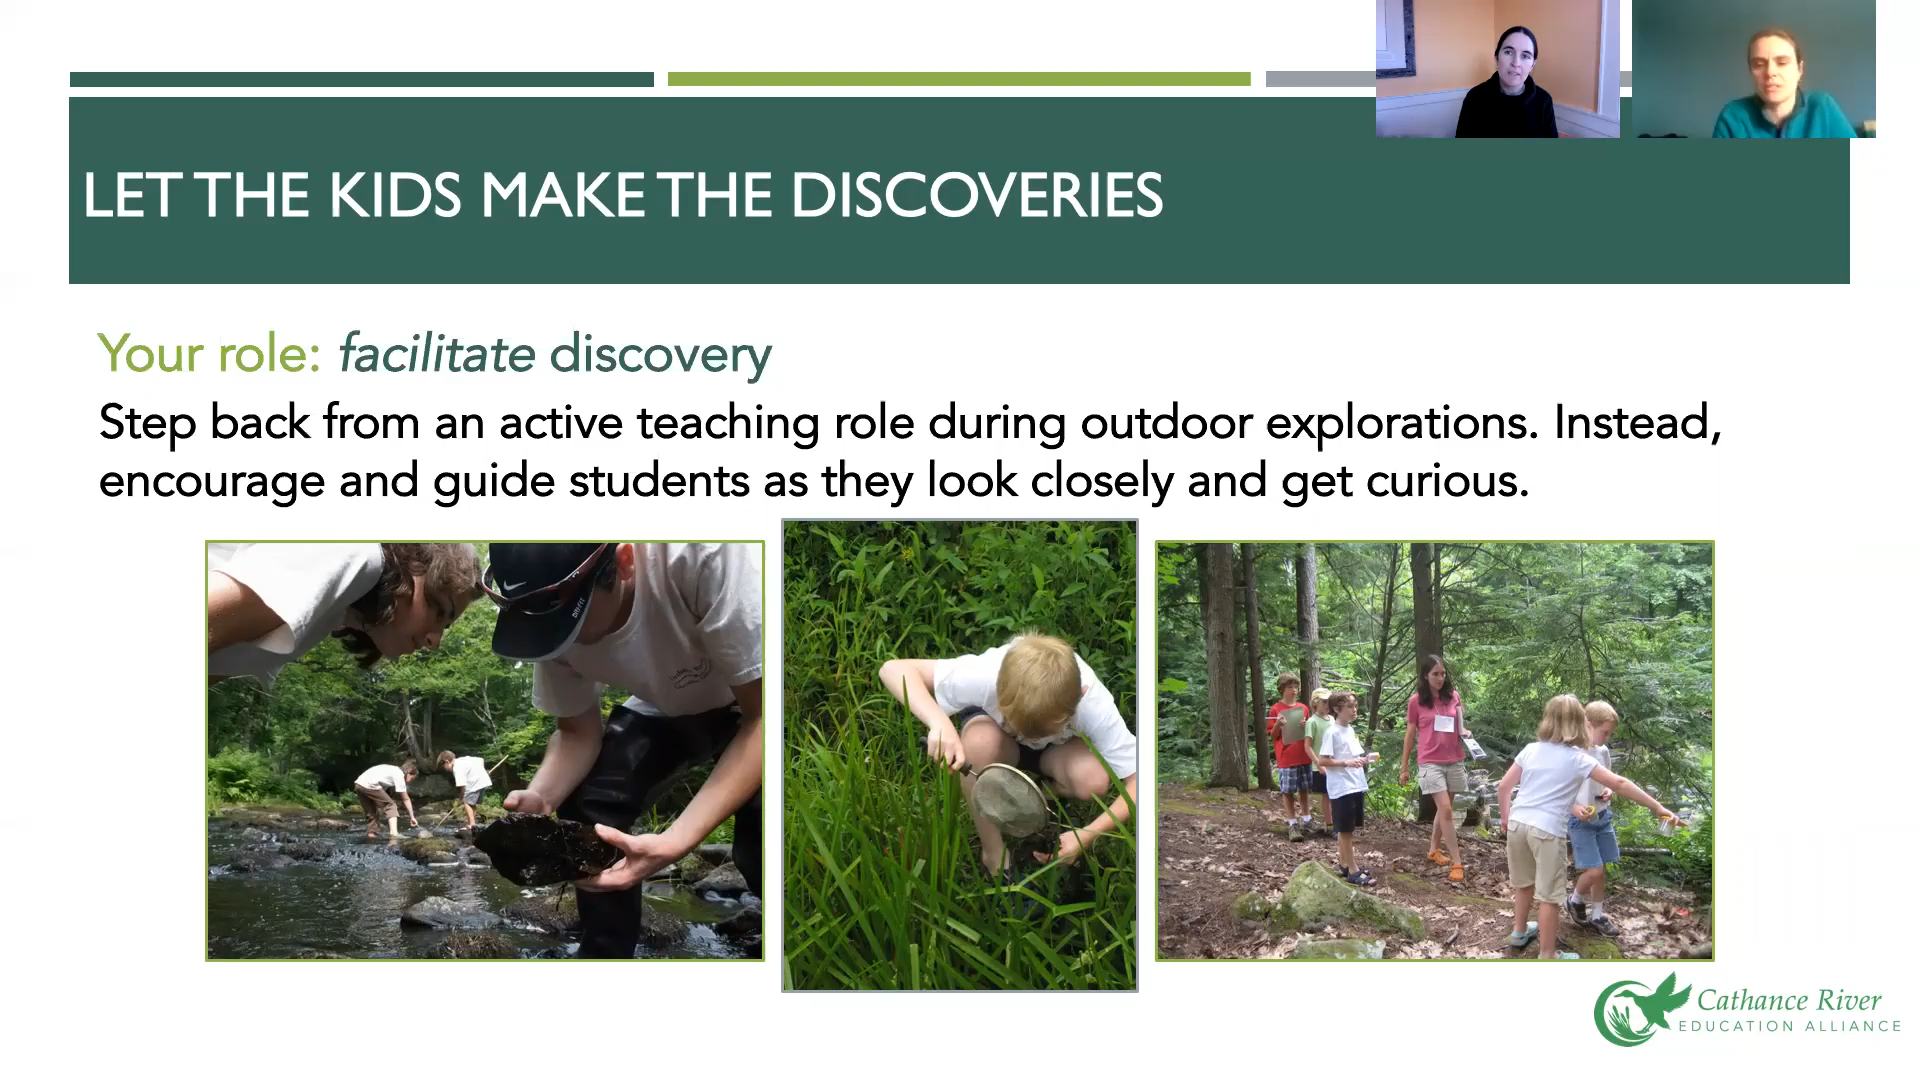 LET THE KIDS MAKE THE DISCOVERIES
Your role: facilitate discovery
Step back from an active teaching role during outdoor explorations. Instead,
encourage and guide students as they look closely and get curious.
Cathance River
EDUCATION ALLIANCE